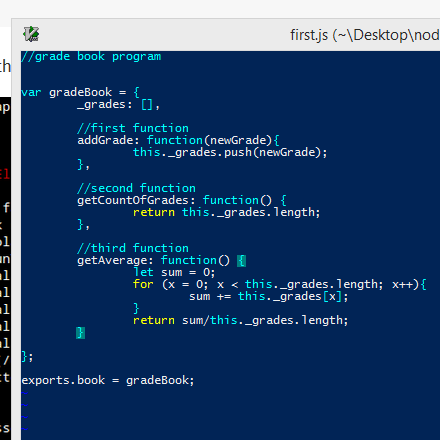 first.js (~\Desktop\nod
th
//grade book program
var gradeBook = {
_grades: [],
//first function
addGrade: function(newGrade){
this._grades.push(newGrade);
},
//second function
getCountOfGrades: function() {
return this._grades.length;
},
//third function
getAverage: function() {
let sum = 0;
for (x = 0; x < this._grades.length; x++){
sum += this._grades[x];
}
return sum/this._grades.length;
}
};
exports.book = gradeBook;